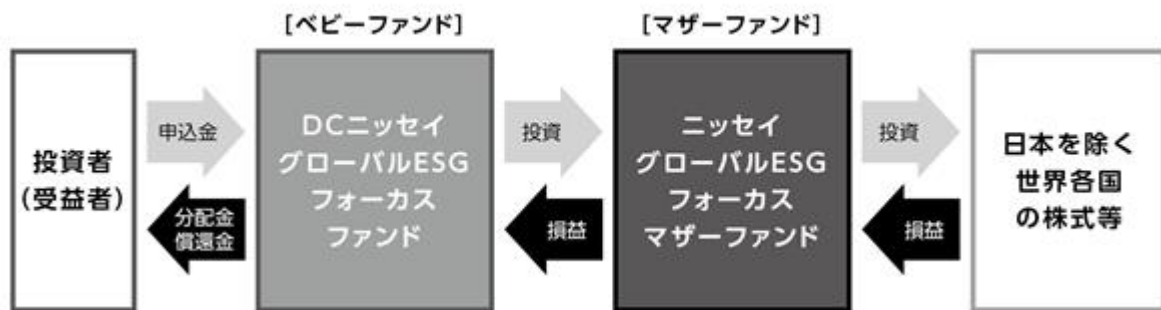 [ベビーファンド]
[マザーファンド]
投資者
(受益者)
申込金
分配金
償還金
DCニッセイ
グローバルESG
フォーカス
ファンド
投資
損益
ニッセイ
グローバルESG
フォーカス
マザーファンド
投資
損益
日本を除く
世界各国
の株式等